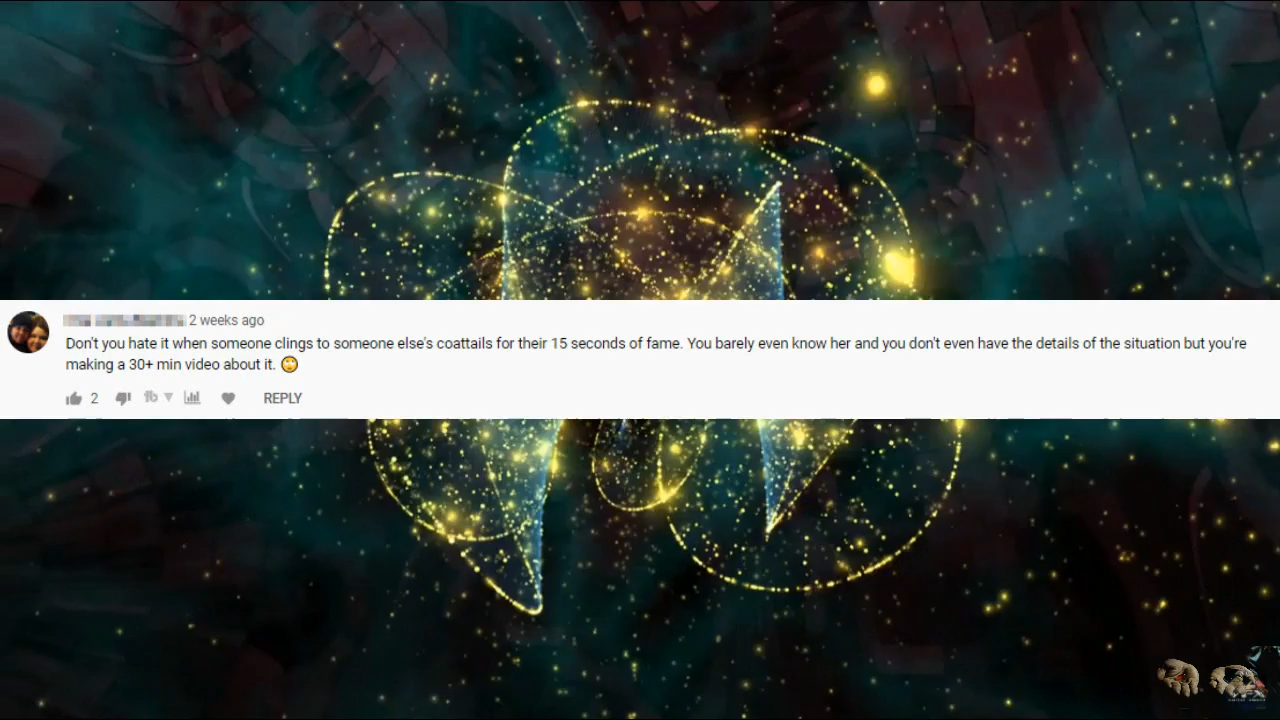 2 weeks ago
Don't you hate it when someone clings to someone else's coattails for their 15 seconds of fame. You barely even know her and you don't even have the details of the situation but you're
making a 30+ min video about it. 🙄
2 REPLY